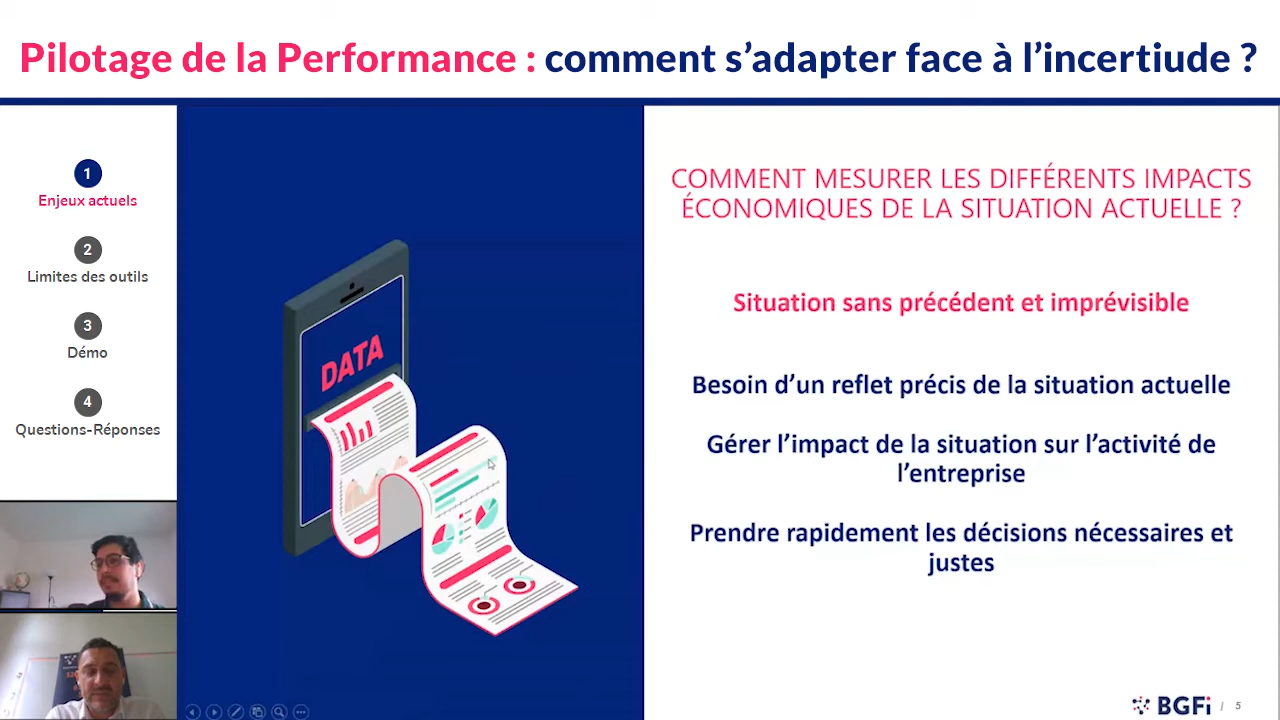 Pilotage de la Performance : comment s’adapter face à l’incertiude ?
1
Enjeux actuels
2
Limites des outils
3
Démo
4
Questions-Réponses
DATA
COMMENT MESURER LES DIFFÉRENTS IMPACTS
ÉCONOMIQUES DE LA SITUATION ACTUELLE ?
Situation sans précédent et imprévisible
Besoin d’un reflet précis de la situation actuelle
Gérer l’impact de la situation sur l’activité de
l’entreprise
Prendre rapidement les décisions nécessaires et
justes
BGFi / 5